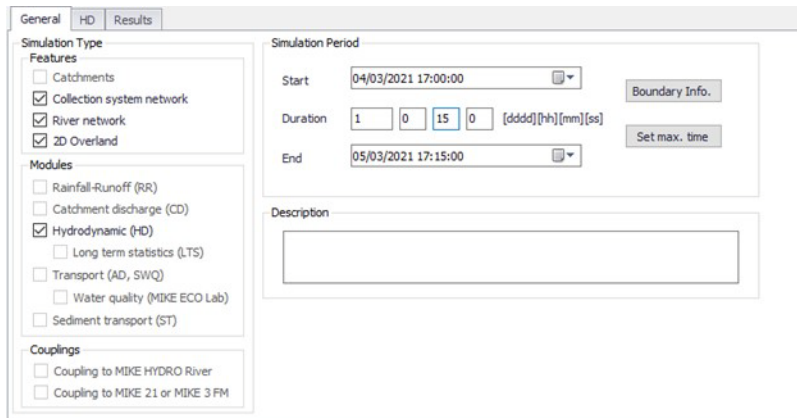 General HD Results
Simulation Type
Features
Catchments
Collection system network
River network
2D Overland
Modules
Rainfall-Runoff (RR)
Catchment discharge (CD)
Hydrodynamic (HD)
Long term statistics (LTS)
Transport (AD, SWQ)
Water quality (MIKE ECO Lab)
Sediment transport (ST)
Couplings
Coupling to MIKE HYDRO River
Coupling to MIKE 21 or MIKE 3 FM
Simulation Period
Start 04/03/2021 17:00:00
Duration 1 0 15 0 [dddd][hh][mm][ss]
End 05/03/2021 17:15:00
Boundary Info.
Set max. time
Description